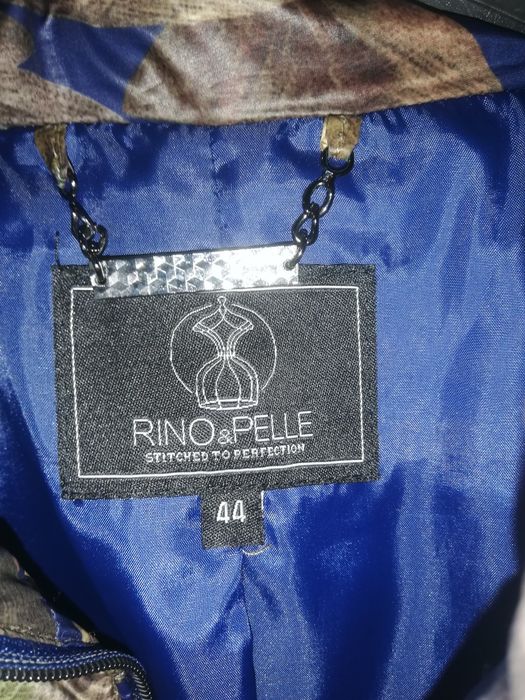 RINO&PELLE
STITCHED TO PERFECTION
44